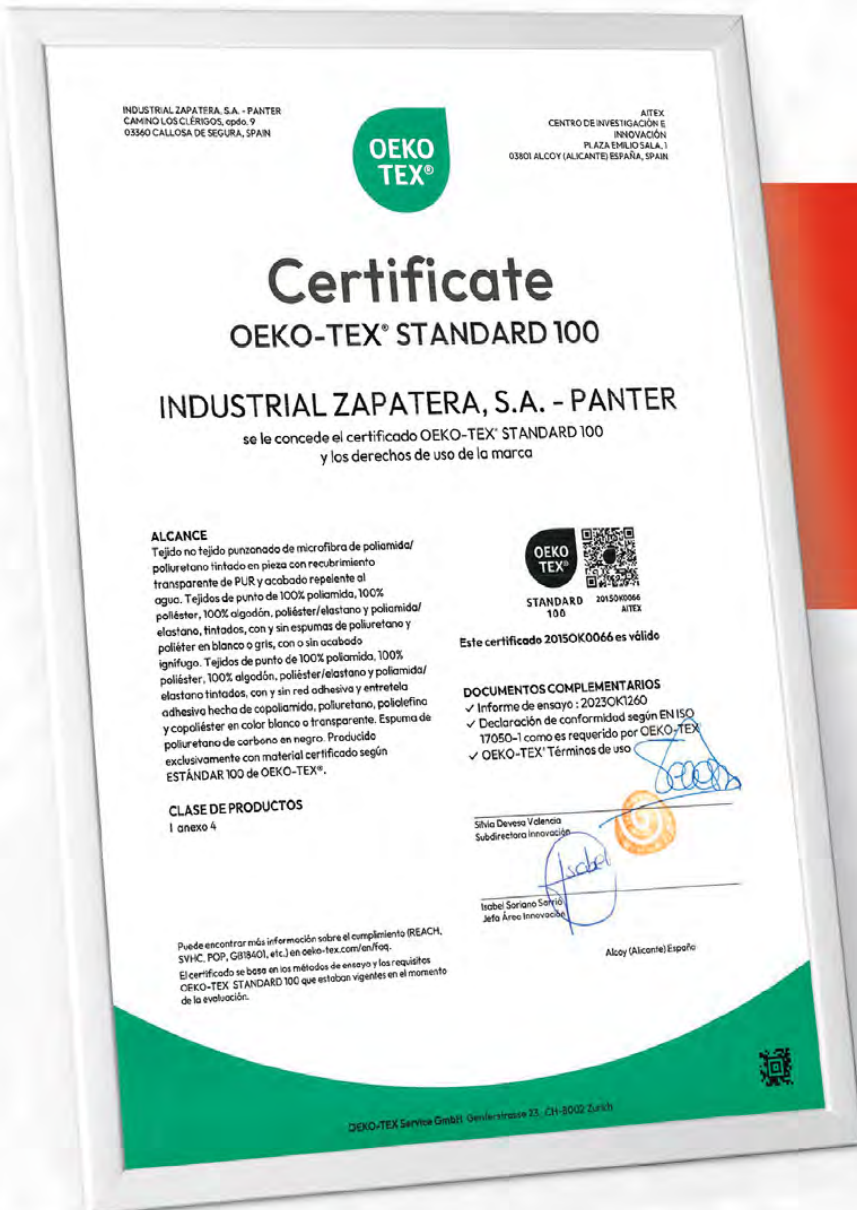 INDUSTRIAL ZAPATERA, S.A. - PANTER
CAMINO LOS CLÉRIGOS, apdo. 9
03360 CALLOSA DE SEGURA, SPAIN
OEKO
TEX®
AITEX
CENTRO DE INVESTIGACIÓN E
INNOVACIÓN
PLAZA EMILIO SALA, 1
03801 ALCOY (ALICANTE) ESPAÑA, SPAIN
Certificate
OEKO-TEX® STANDARD 100
INDUSTRIAL ZAPATERA, S.A. - PANTER
se le concede el certificado OEKO-TEX® STANDARD 100
y los derechos de uso de la marca
ALCANCE
Tejido no tejido punzonado de microfibra de poliamida/
poliuretano tintado en pieza con recubrimiento
transparente de PUR y acabado repelente al
agua. Tejidos de punto de 100% poliamida, 100%
poliéster, 100% algodón, poliéster/elastano y poliamida/
elastano, tintados, con y sin espumas de poliuretano y
poliéter en blanco o gris, con o sin acabado
ignífugo. Tejidos de punto de 100% poliamida, 100%
poliéster, 100% algodón, poliéster/elastano y poliamida/
elastano tintados, con y sin red adhesiva y entretela
adhesiva hecha de copoliamida, poliuretano, poliolefina
y copoliéster en color blanco o transparente. Espuma de
poliuretano de carbono en negro. Producido
exclusivamente con material certificado según
ESTÁNDAR 100 de OEKO-TEX®.
CLASE DE PRODUCTOS
I anexo 4
OEKO
TEX®
STANDARD
100
2015OK0066
AITEX
Este certificado 2015OK0066 es válido
DOCUMENTOS COMPLEMENTARIOS
✓ Informe de ensayo : 2023OK1260
✓ Declaración de conformidad según EN ISO
17050-1 como es requerido por OEKO-TEX
✓ OEKO-TEX® Términos de uso
Silvia Devesa Valencia
Subdirectora Innovación
Isabel
Isabel Soriano Sarrió
Jefa Área Innovación
Alcoy (Alicante) España
Puede encontrar más información sobre el cumplimiento (REACH,
SVHC, POP, GB18401, etc.) en oeko-tex.com/en/faq.
El certificado se basa en los métodos de ensayo y los requisitos
OEKO-TEX STANDARD 100 que estaban vigentes en el momento
de la evaluación.
OEKO-TEX Service GmbH Genferstrasse 23, CH-8002 Zurich